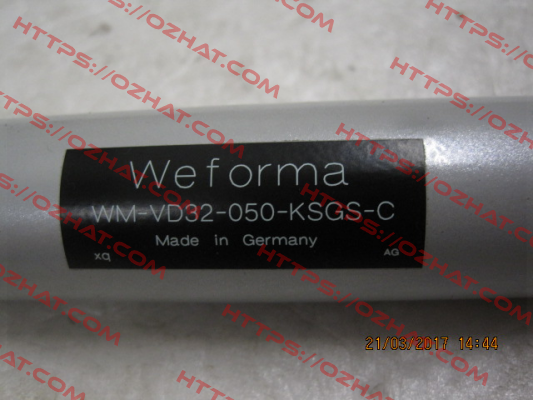 Weforma
WM-VD32-050-KSGS-C
Made in Germany
xq
AG
21/03/2017 14:44
HTTPS://OZHAT.COM